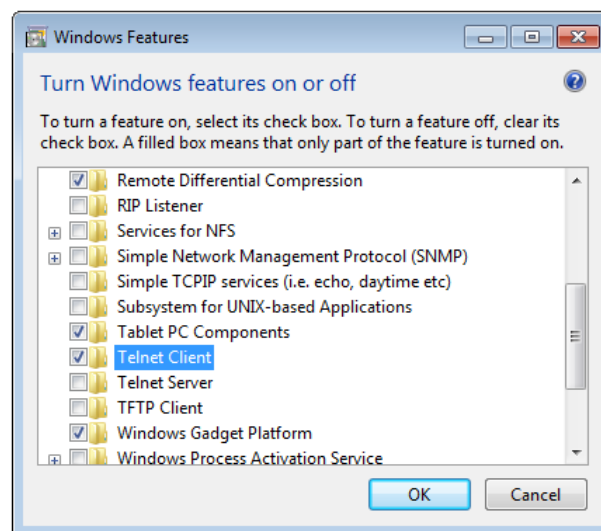 Windows Features
Turn Windows features on or off
To turn a feature on, select its check box. To turn a feature off, clear its
check box. A filled box means that only part of the feature is turned on.
Remote Differential Compression
RIP Listener
Services for NFS
Simple Network Management Protocol (SNMP)
Simple TCPIP services (i.e. echo, daytime etc)
Subsystem for UNIX-based Applications
Tablet PC Components
Telnet Client
Telnet Server
TFTP Client
Windows Gadget Platform
Windows Process Activation Service
OK Cancel